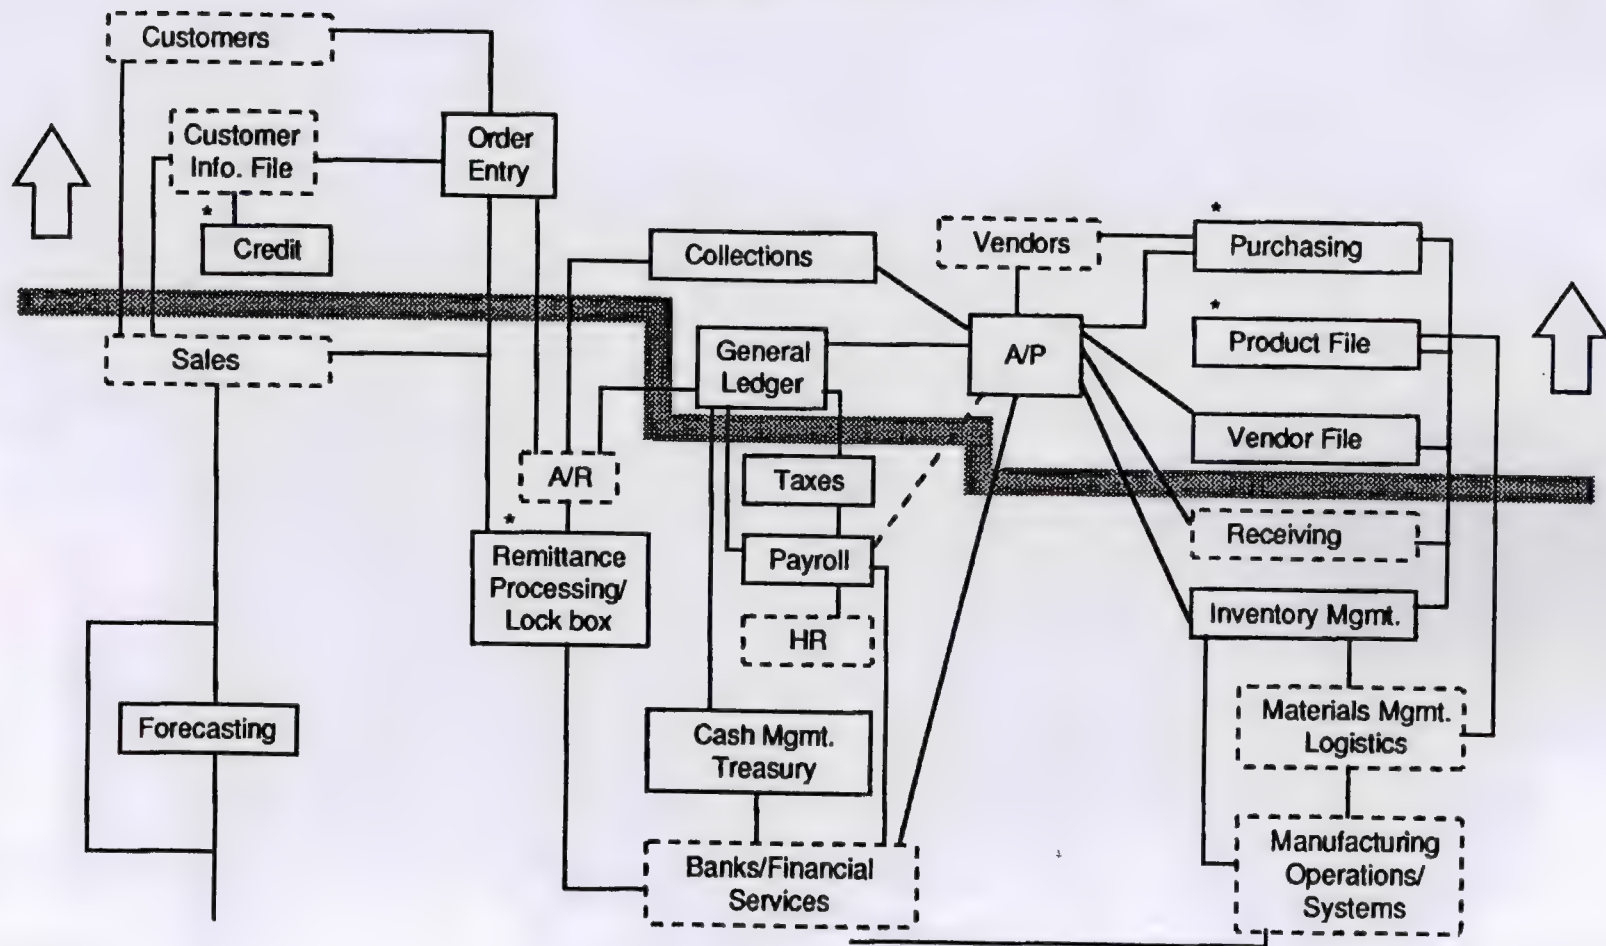 Customers
Customer
Info. File
*
Credit
Order
Entry
Sales
Collections
Vendors
*
Purchasing
*
Product File
General
Ledger
A/P
Vendor File
A/R
Taxes
*
Remittance
Processing/
Lock box
Payroll
HR
Receiving
Inventory Mgmt.
Forecasting
Cash Mgmt.
Treasury
Materials Mgmt.
Logistics
Banks/Financial
Services
Manufacturing
Operations/
Systems